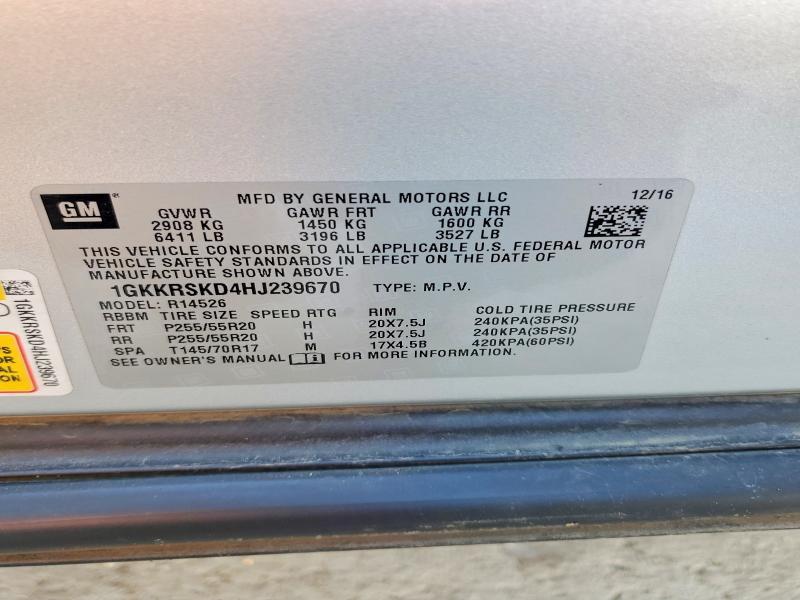 GM ® MFD BY GENERAL MOTORS LLC 12/16
GVWR GAWR FRT GAWR RR
2908 KG 1450 KG 1600 KG
6411 LB 3196 LB 3527 LB
THIS VEHICLE CONFORMS TO ALL APPLICABLE U.S. FEDERAL MOTOR
VEHICLE SAFETY STANDARDS IN EFFECT ON THE DATE OF
MANUFACTURE SHOWN ABOVE.
1GKKRSKD4HJ239670 TYPE: M.P.V.
MODEL: R14526
RBBM TIRE SIZE SPEED RTG RIM COLD TIRE PRESSURE
FRT P255/55R20 H 20X7.5J 240KPA(35PSI)
RR P255/55R20 H 20X7.5J 240KPA(35PSI)
SPA T145/70R17 M 17X4.5B 420KPA(60PSI)
SEE OWNER'S MANUAL FOR MORE INFORMATION.
1GKKRSKD4HJ239670
'S
OR
AL
ON